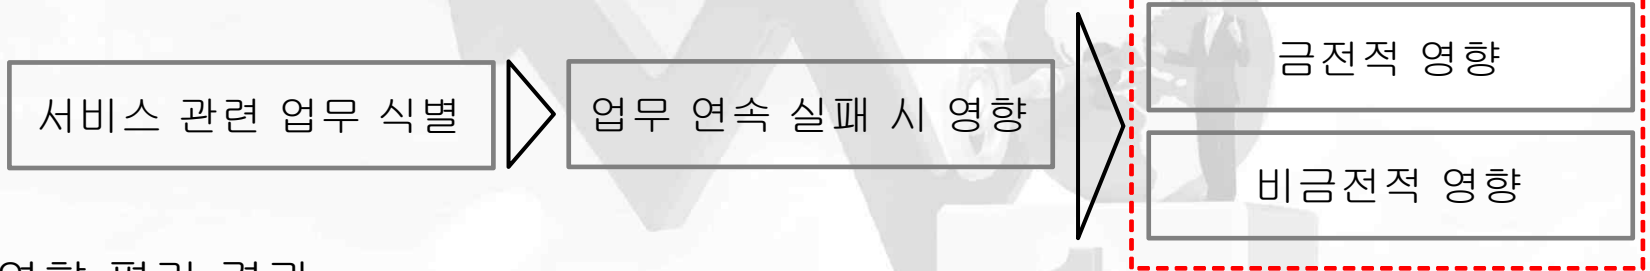 서비스 관련 업무 식별
업무 연속 실패 시 영향
금전적 영향
비금전적 영향